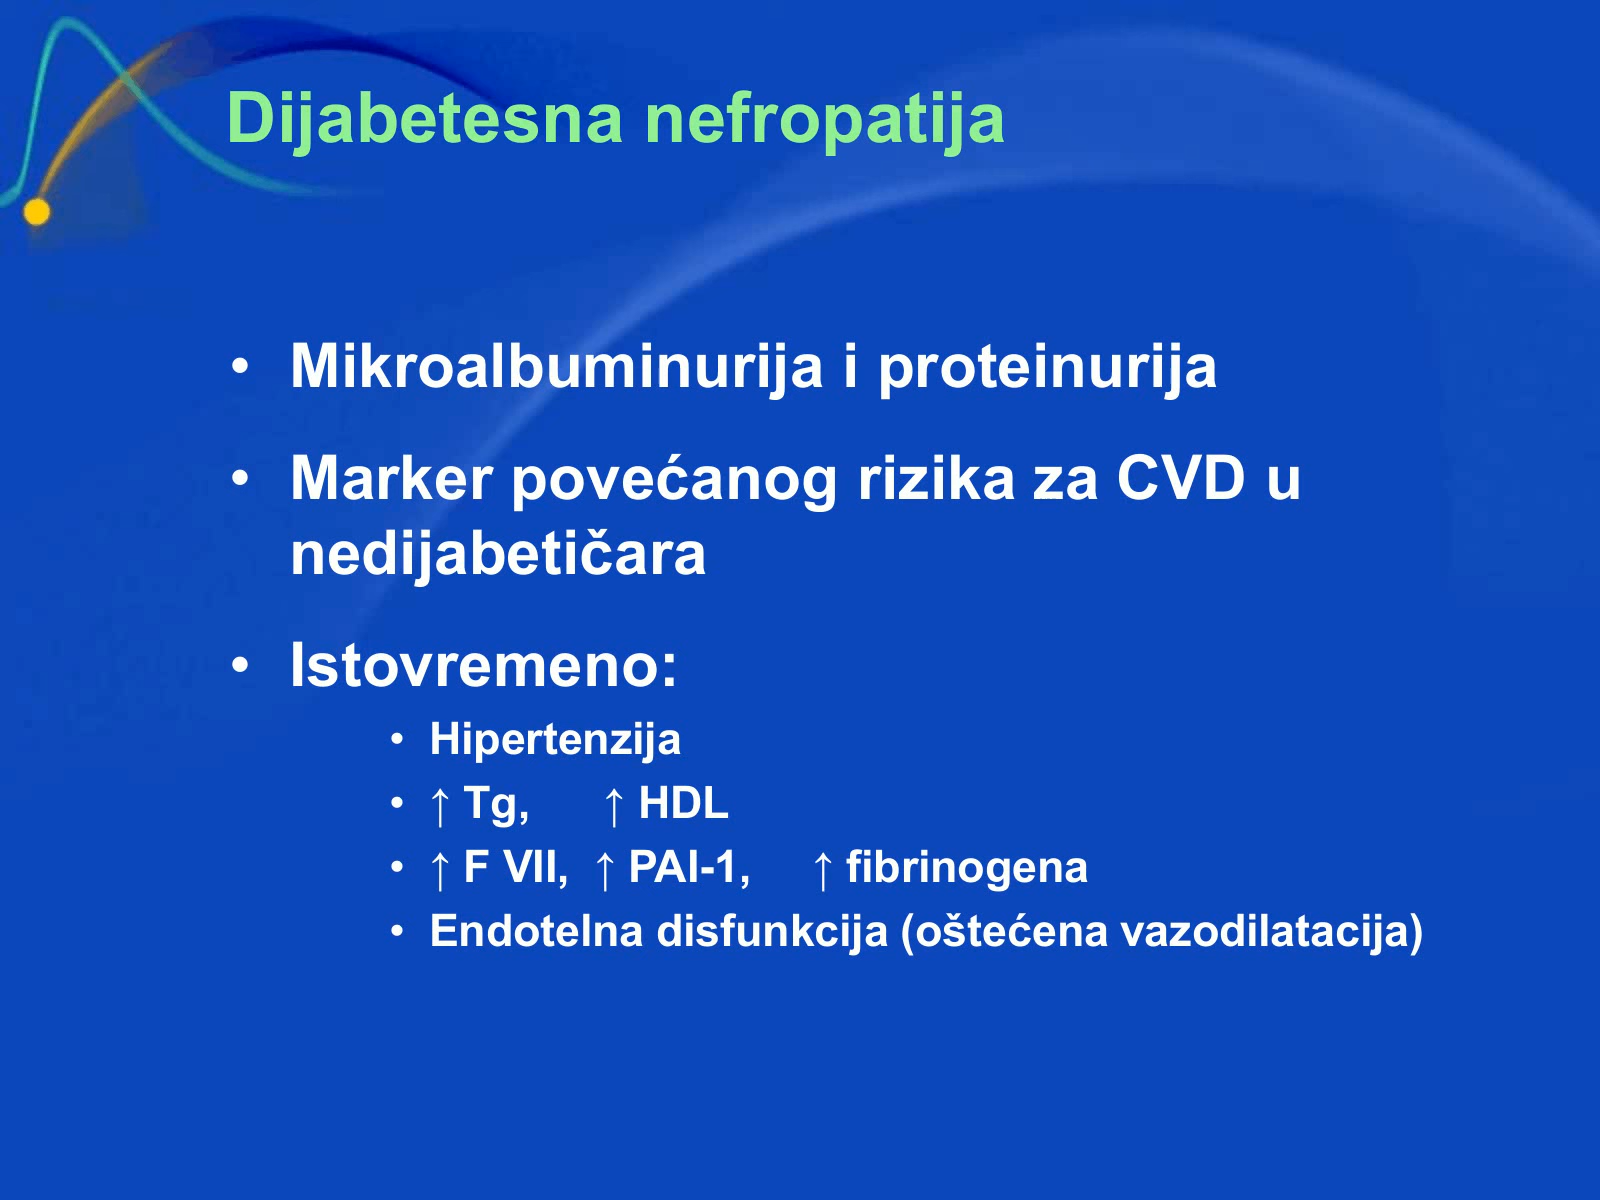 Dijabetesna nefropatija
• Mikroalbuminurija i proteinurija
• Marker povećanog rizika za CVD u
nedijabetičara
• Istovremeno:
• Hipertenzija
• ↑ Tg, ↑ HDL
• ↑ F VII, ↑ PAI-1, ↑ fibrinogena
• Endotelna disfunkcija (oštećena vazodilatacija)